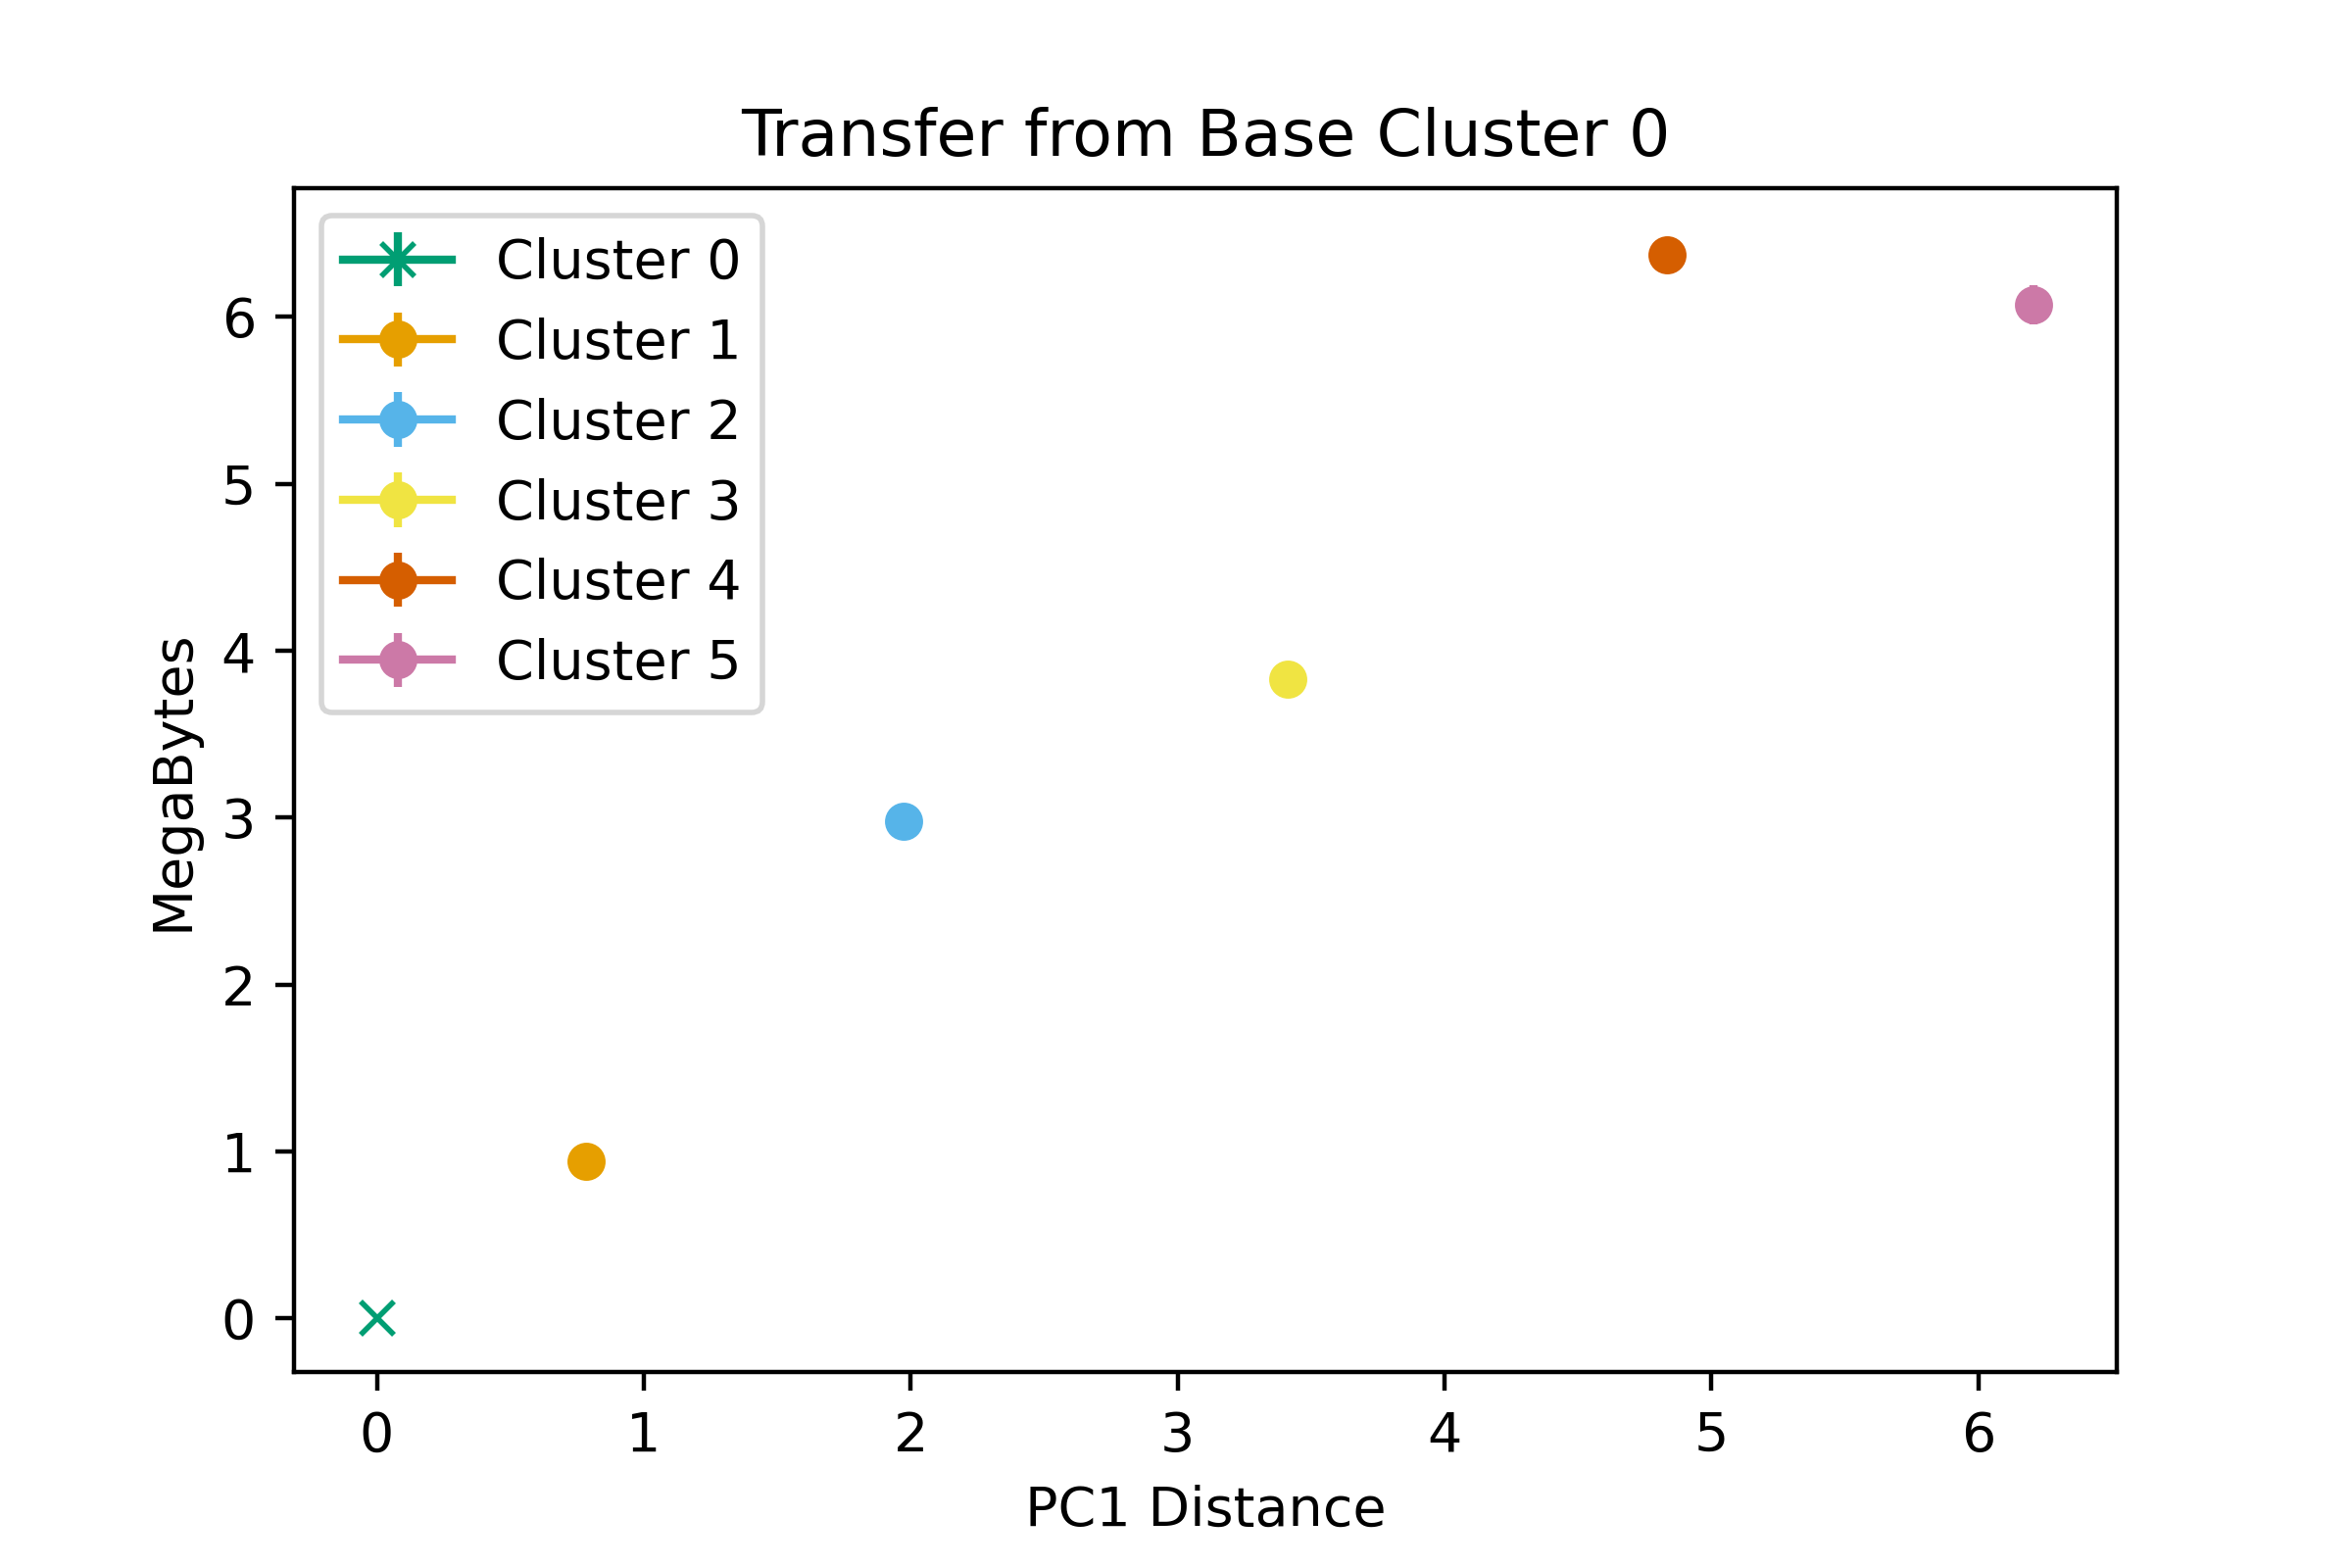 Transfer from Base Cluster 0
Cluster 0
Cluster 1
Cluster 2
Cluster 3
Cluster 4
Cluster 5
MegaBytes
6
5
4
3
2
1
0
0 1 2 3 4 5 6
PC1 Distance